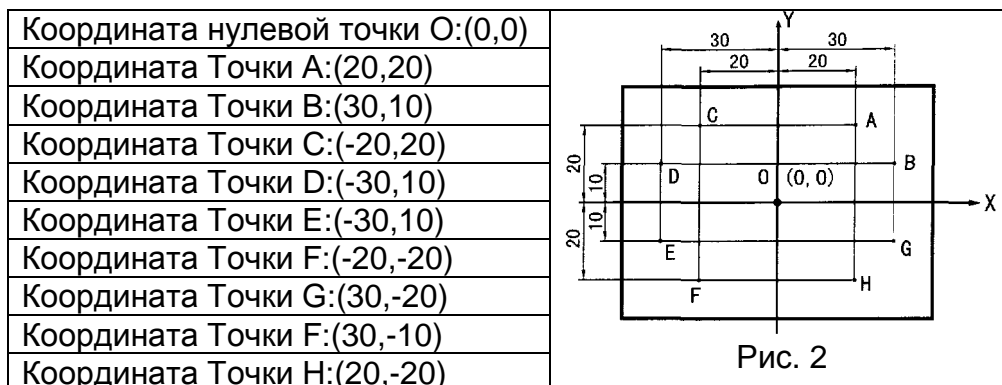 Координата нулевой точки O:(0,0)
Координата Точки A:(20,20)
Координата Точки B:(30,10)
Координата Точки C:(-20,20)
Координата Точки D:(-30,10)
Координата Точки E:(-30,10)
Координата Точки F:(-20,-20)
Координата Точки G:(30,-20)
Координата Точки F:(30,-10)
Координата Точки H:(20,-20)
Y
30 30
20 20
C A
20
10
D O (0, 0) B
X
20
10
E G
F H
Рис. 2